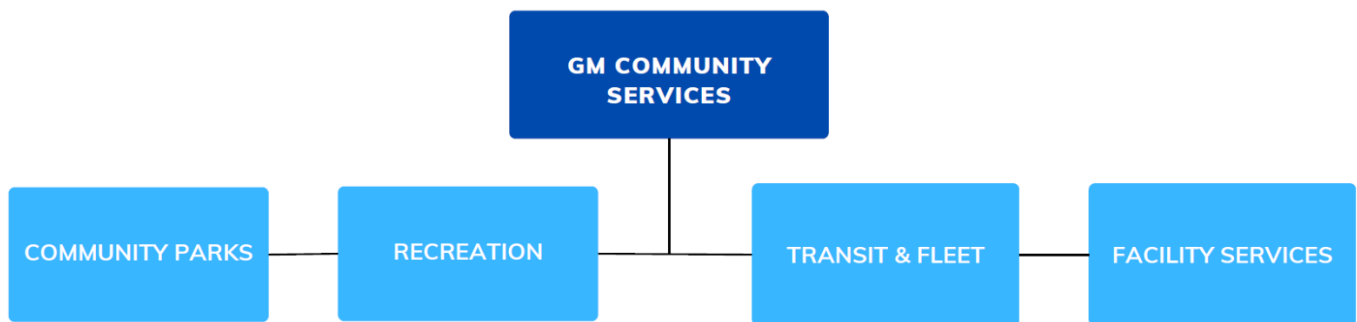 GM COMMUNITY
SERVICES
COMMUNITY PARKS
RECREATION
TRANSIT & FLEET
FACILITY SERVICES